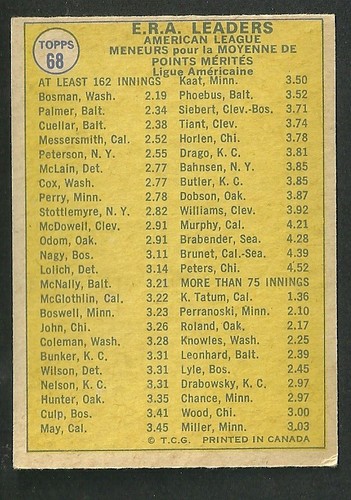 TOPPS
68
E.R.A. LEADERS
AMERICAN LEAGUE
MENEURS pour la MOYENNE DE
POINTS MÉRITÉS
Ligue Américaine
AT LEAST 162 INNINGS
Bosman, Wash. 2.19
Palmer, Balt. 2.34
Cuellar, Balt. 2.38
Messersmith, Cal. 2.52
Peterson, N. Y. 2.55
McLain, Det. 2.77
Cox, Wash. 2.77
Perry, Minn. 2.78
Stottlemyre, N. Y. 2.82
McDowell, Clev. 2.91
Odom, Oak. 2.91
Nagy, Bos. 3.11
Lolich, Det. 3.14
McNally, Balt. 3.21
McGlothlin, Cal. 3.22
Boswell, Minn. 3.23
John, Chi. 3.26
Coleman, Wash. 3.28
Bunker, K. C. 3.31
Wilson, Det. 3.31
Nelson, K. C. 3.31
Hunter, Oak. 3.35
Culp, Bos. 3.41
May, Cal. 3.45
Kaat, Minn. 3.50
Phoebus, Balt. 3.52
Siebert, Clev.-Bos. 3.71
Tiant, Clev. 3.74
Horlen, Chi. 3.78
Drago, K. C. 3.81
Bahnsen, N. Y. 3.85
Butler, K. C. 3.85
Dobson, Oak. 3.87
Williams, Clev. 3.92
Murphy, Cal. 4.21
Brabender, Sea. 4.28
Brunet, Cal.-Sea. 4.39
Peters, Chi. 4.52
MORE THAN 75 INNINGS
K. Tatum, Cal. 1.36
Perranoski, Minn. 2.10
Roland, Oak. 2.17
Knowles, Wash. 2.25
Leonhard, Balt. 2.39
Lyle, Bos. 2.45
Drabowsky, K. C. 2.97
Chance, Minn. 2.97
Wood, Chi. 3.00
Miller, Minn. 3.03
© T.C.G. PRINTED IN CANADA